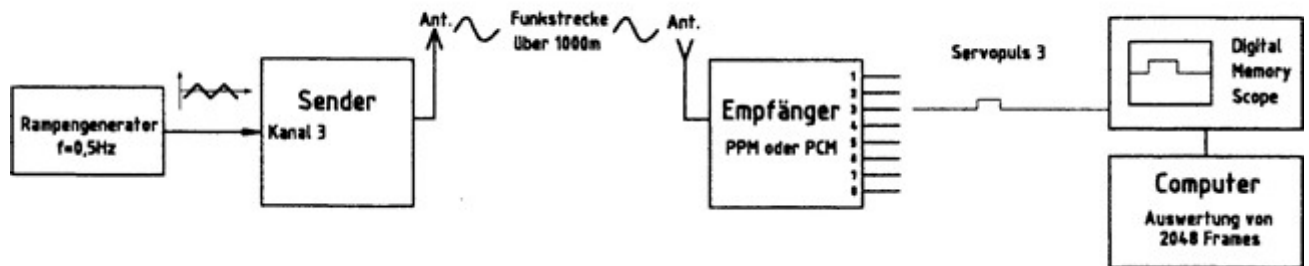 Rampengenerator
f=0,5Hz
Sender
Kanal 3
Ant.
Funkstrecke
über 1000m
Ant.
Empfänger
PPM oder PCM
1
2
3
4
5
6
7
8
Servopuls 3
Digital
Memory
Scope
Computer
Auswertung von
2048 Frames